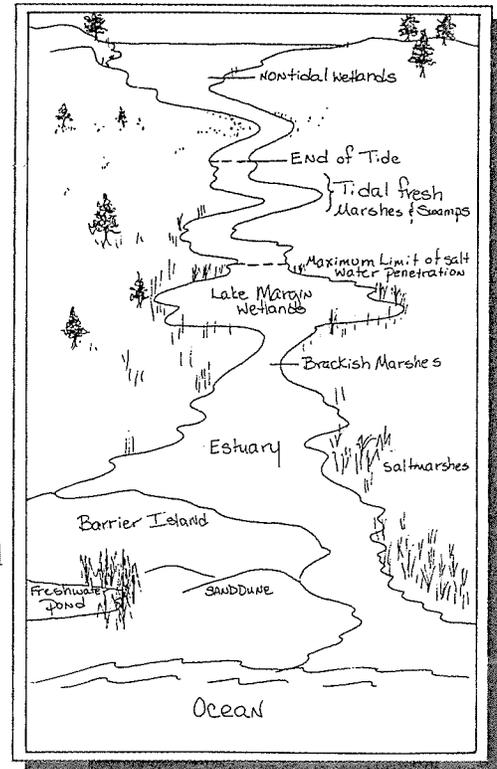 Nontidal Wetlands
End of Tide
Tidal fresh
Marshes & Swamps
Maximum Limit of salt
water penetration
Lake Margin
Wetlands
Brackish Marshes
Estuary
Saltmarshes
Barrier Island
Freshwater
Pond
SANDDUNE
Ocean